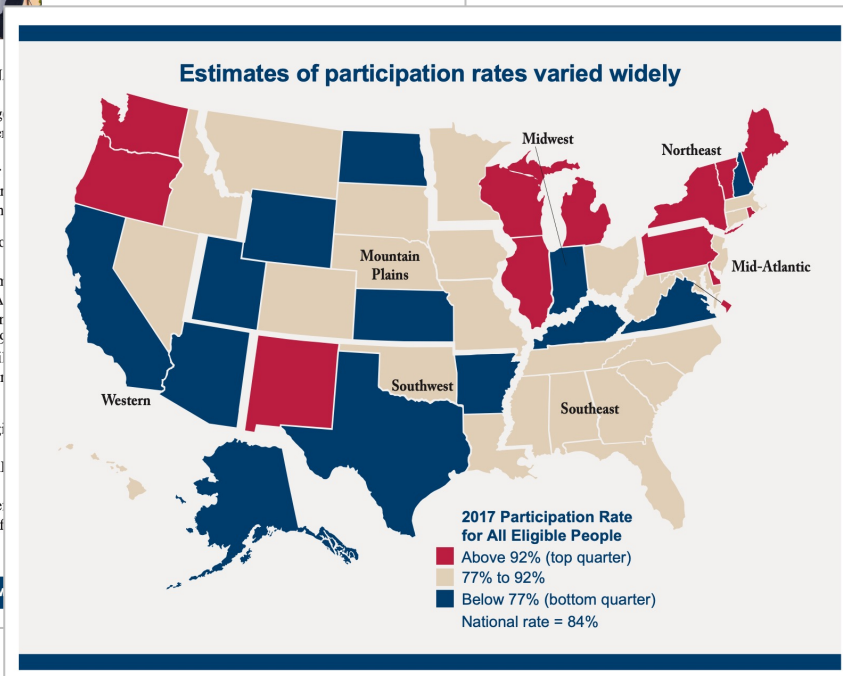 Estimates of participation rates varied widely
Midwest
Northeast
Mountain
Plains
Mid-Atlantic
Western
Southwest
Southeast
2017 Participation Rate
for All Eligible People
Above 92% (top quarter)
77% to 92%
Below 77% (bottom quarter)
National rate = 84%